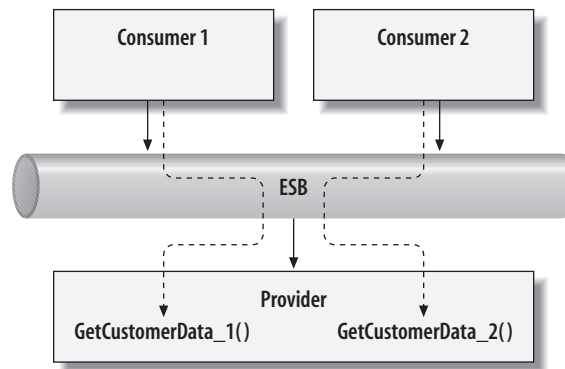 Consumer 1
Consumer 2
ESB
Provider
GetCustomerData_1()
GetCustomerData_2()